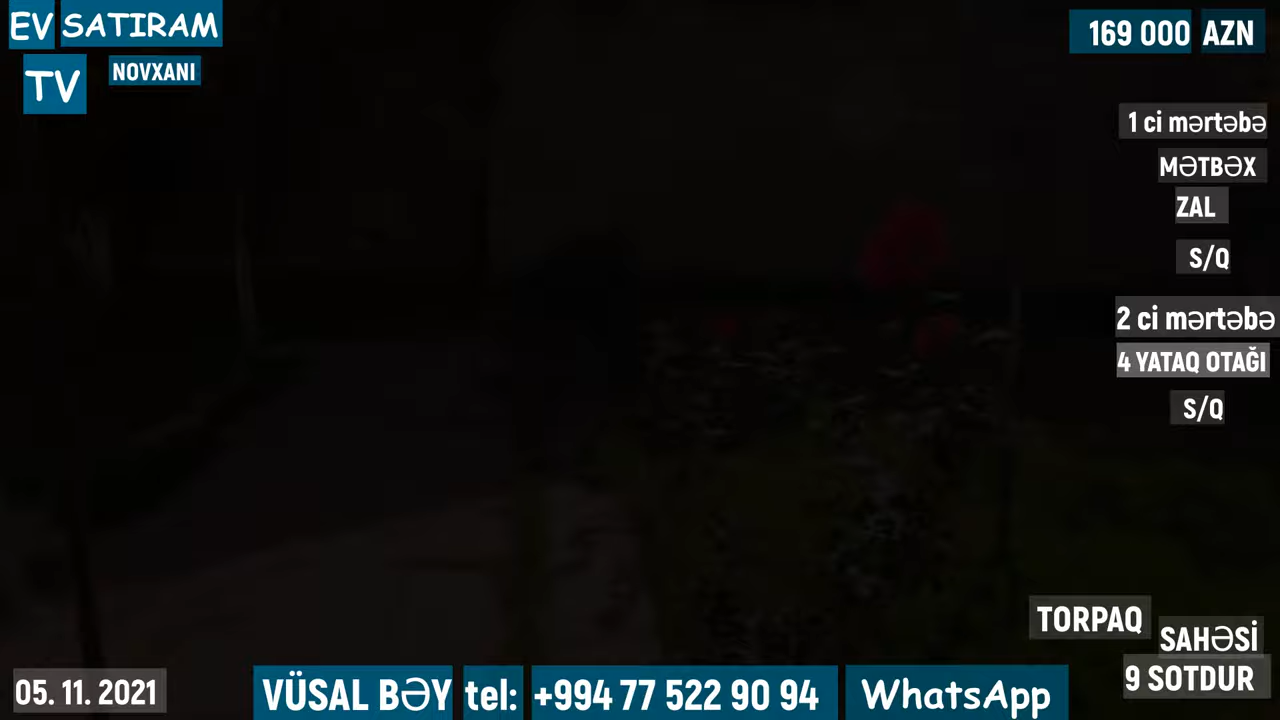 EV SATIRAM
TV
NOVXANI
169 000 AZN
1 ci mərtəbə
MƏTBƏX
ZAL
S/Q
2 ci mərtəbə
4 YATAQ OTAĞI
S/Q
TORPAQ
SAHƏSİ
9 SOTDUR
05. 11. 2021
VÜSAL BƏY tel: +994 77 522 90 94 WhatsApp